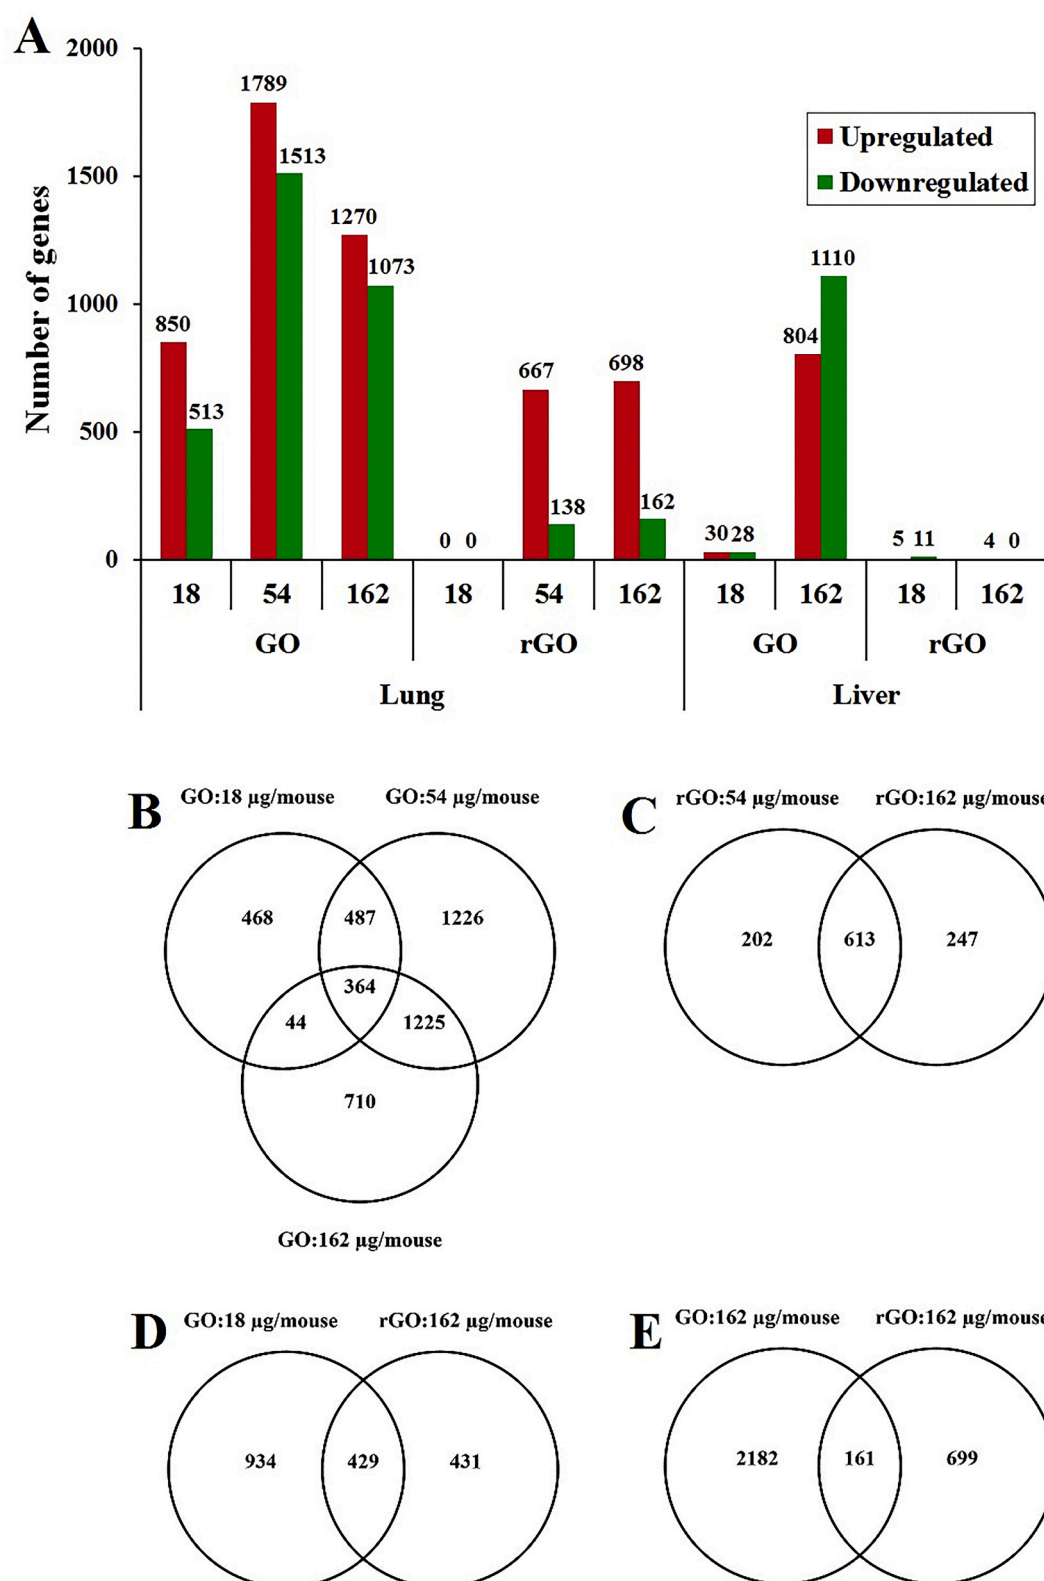 A
2000
1789
1513
1500
1270
1073
1110
1000
850
804
667
698
513
500
138
162
0 0
30 28
5 11
4 0
0
Number of genes
Upregulated
Downregulated
18 54 162 18 54 162 18 162 18 162
GO rGO GO rGO
Lung Liver
B
GO:18 µg/mouse GO:54 µg/mouse
468 487 1226
364
44 1225
710
GO:162 µg/mouse
C
rGO:54 µg/mouse rGO:162 µg/mouse
202 613 247
D
GO:18 µg/mouse rGO:162 µg/mouse
934 429 431
E
GO:162 µg/mouse rGO:162 µg/mouse
2182 161 699